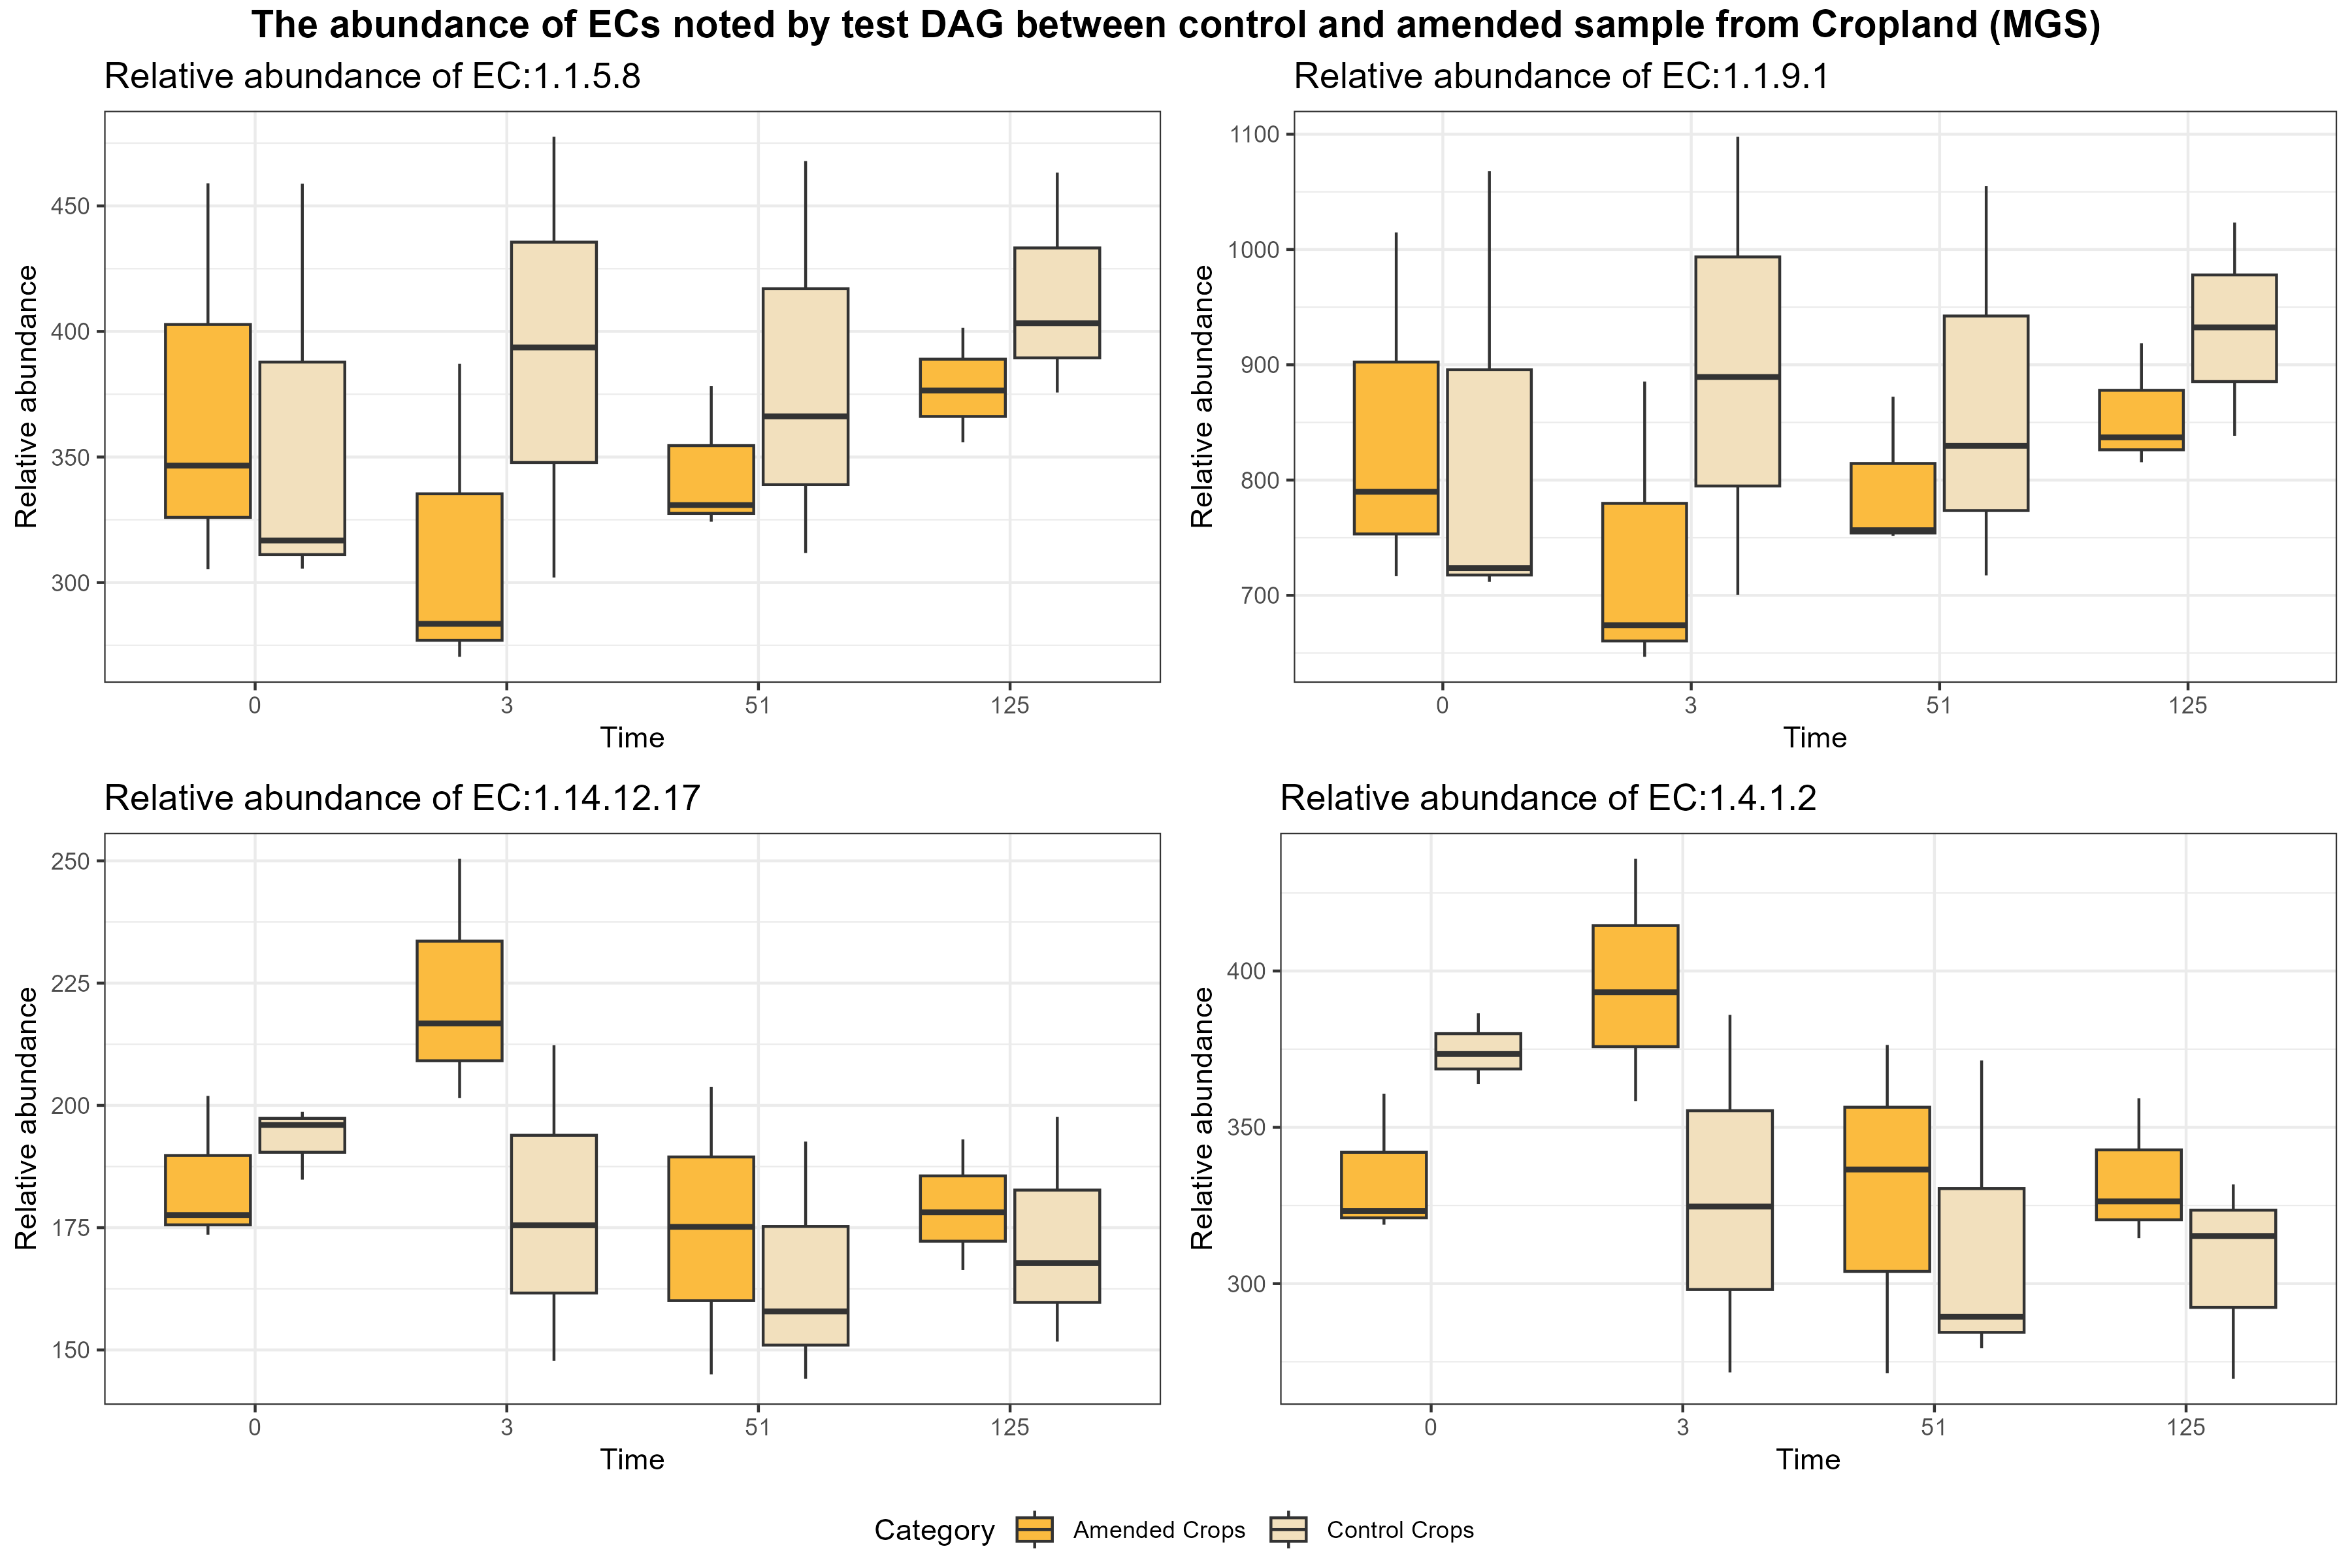 The abundance of ECs noted by test DAG between control and amended sample from Cropland (MGS)
Relative abundance of EC:1.1.5.8
Relative abundance
450
400
350
300
0 3 51 125
Time
Relative abundance of EC:1.1.9.1
Relative abundance
1100
1000
900
800
700
0 3 51 125
Time
Relative abundance of EC:1.14.12.17
Relative abundance
250
225
200
175
150
0 3 51 125
Time
Relative abundance of EC:1.4.1.2
Relative abundance
400
350
300
0 3 51 125
Time
Category Amended Crops Control Crops